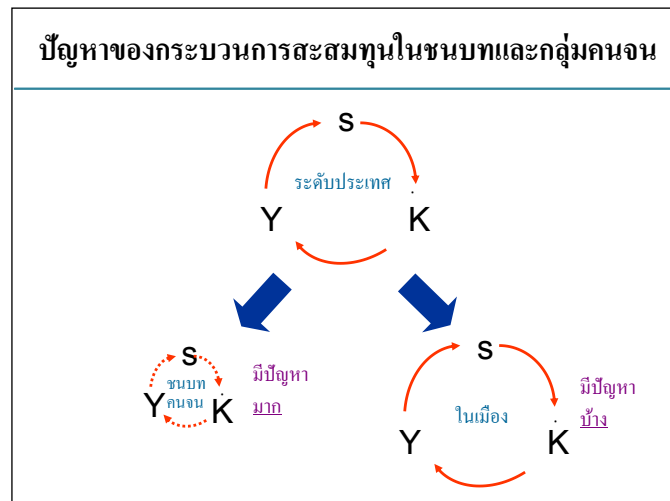 ปัญหาของกระบวนการสะสมทุนในชนบทและกลุ่มคนจน
S
ระดับประเทศ
Y
K̇
S
ชนบท
คนจน
Y
K̇
มีปัญหา
มาก
S
ในเมือง
Y
K̇
มีปัญหา
บ้าง